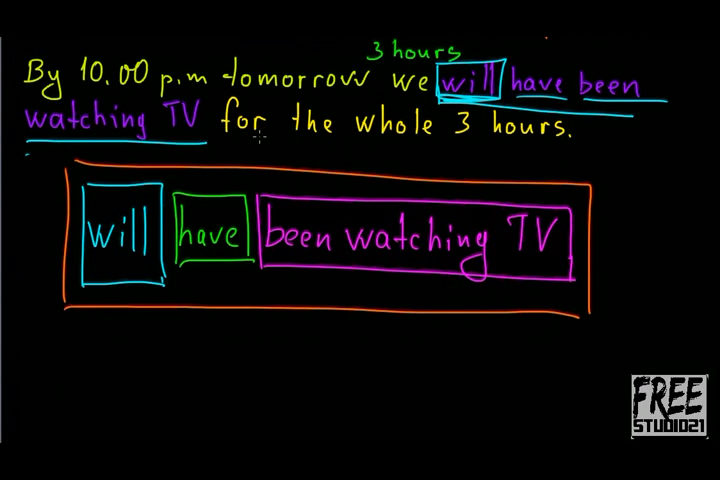 3 hours
By 10.00 p.m tomorrow we will have been
watching TV for the whole 3 hours.
will have been watching TV
FREE
STUDIO21